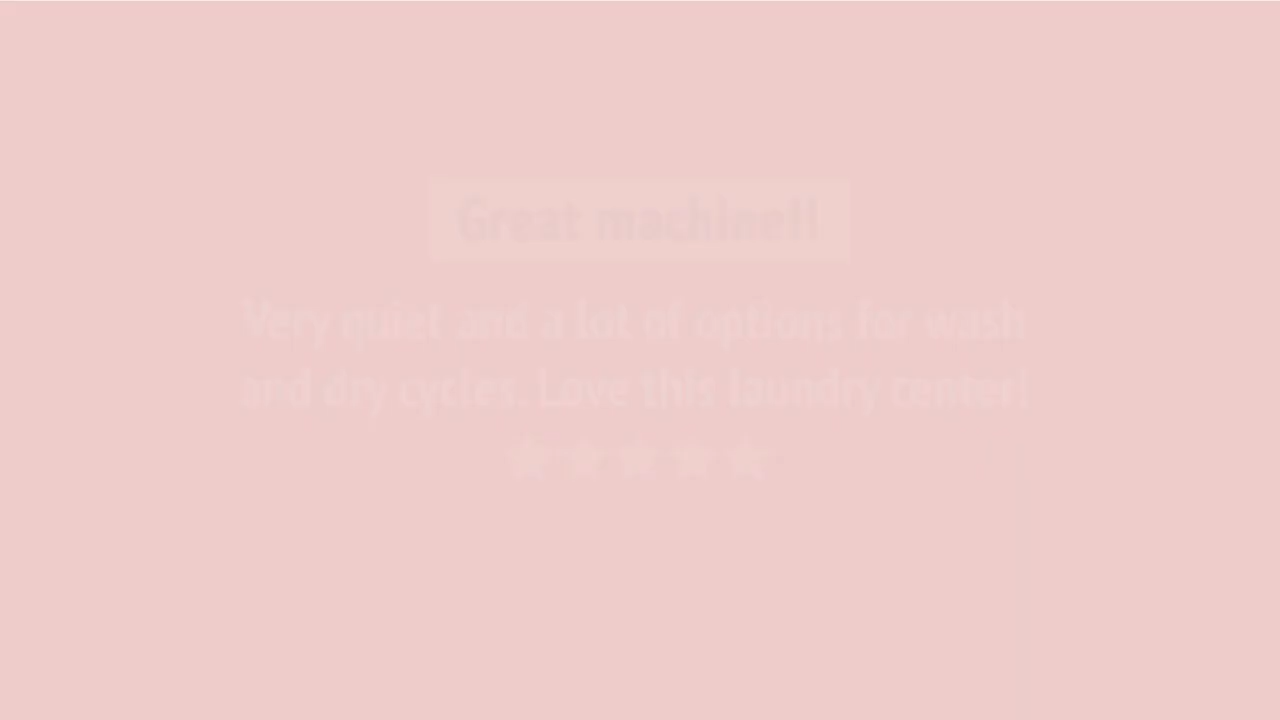 Great machine!!
Very quiet and a lot of options for wash
and dry cycles. Love this laundry center!
★★★★★